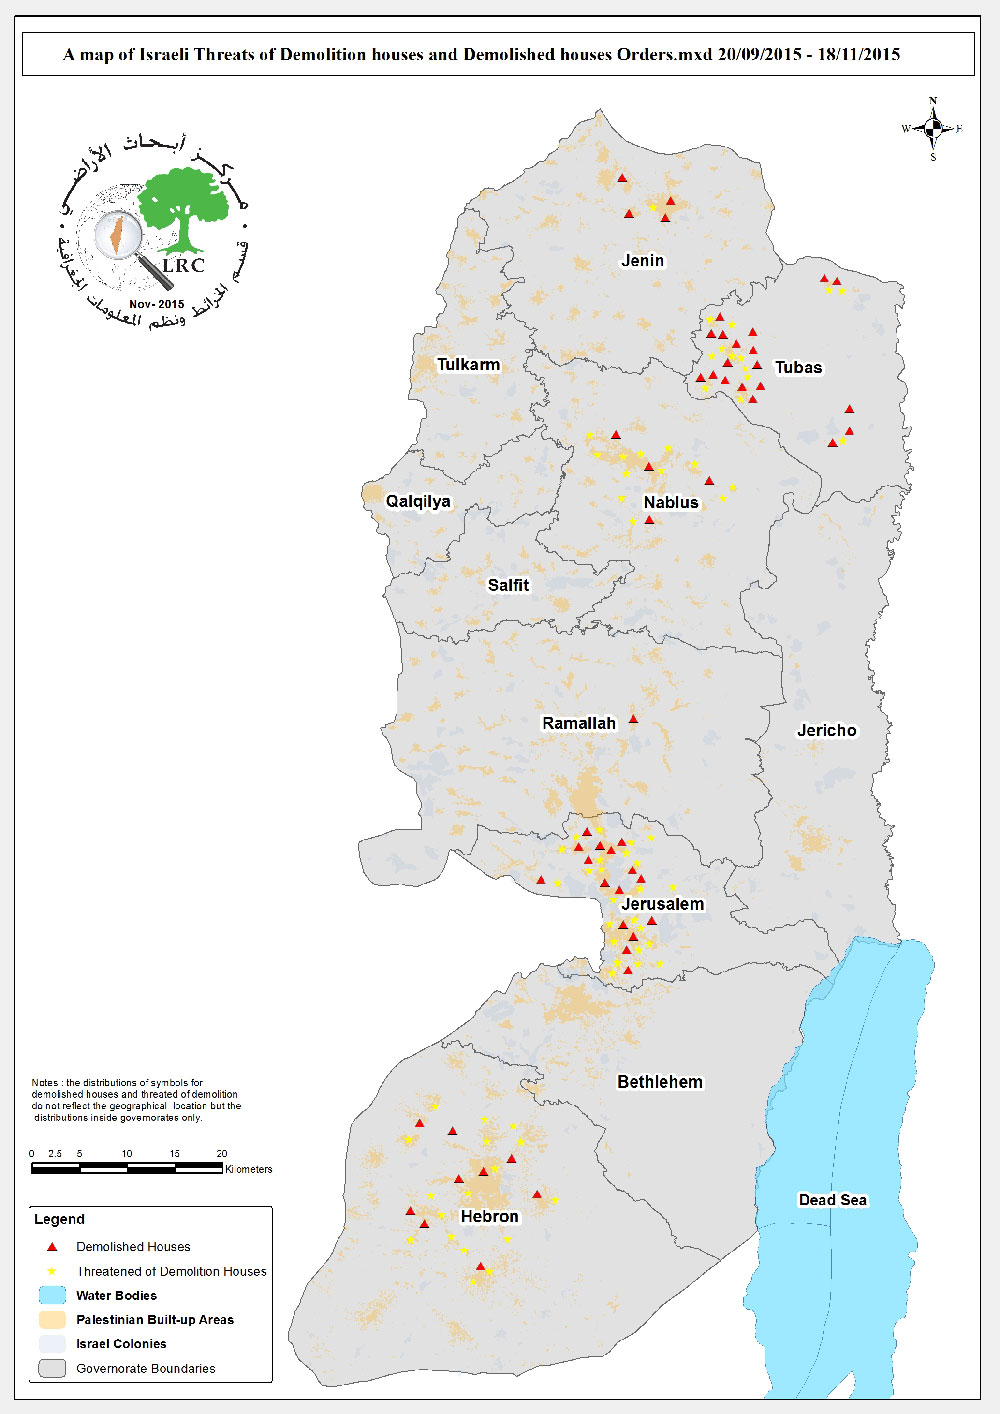 A map of Israeli Threats of Demolition houses and Demolished houses Orders.mxd 20/09/2015 - 18/11/2015
N
W E
S
مركز أبحاث الأراضي
LRC
Nov- 2015
قسم الخرائط ونظم المعلومات الجغرافية
Jenin
Tubas
Tulkarm
Qalqilya
Nablus
Salfit
Ramallah
Jericho
Jerusalem
Bethlehem
Dead Sea
Hebron
Notes : the distributions of symbols for
demolished houses and threated of demolition
do not reflect the geographical location but the
distributions inside governorates only.
0 2.5 5 10 15 20
Kilometers
Legend
Demolished Houses
Threatened of Demolition Houses
Water Bodies
Palestinian Built-up Areas
Israel Colonies
Governorate Boundaries